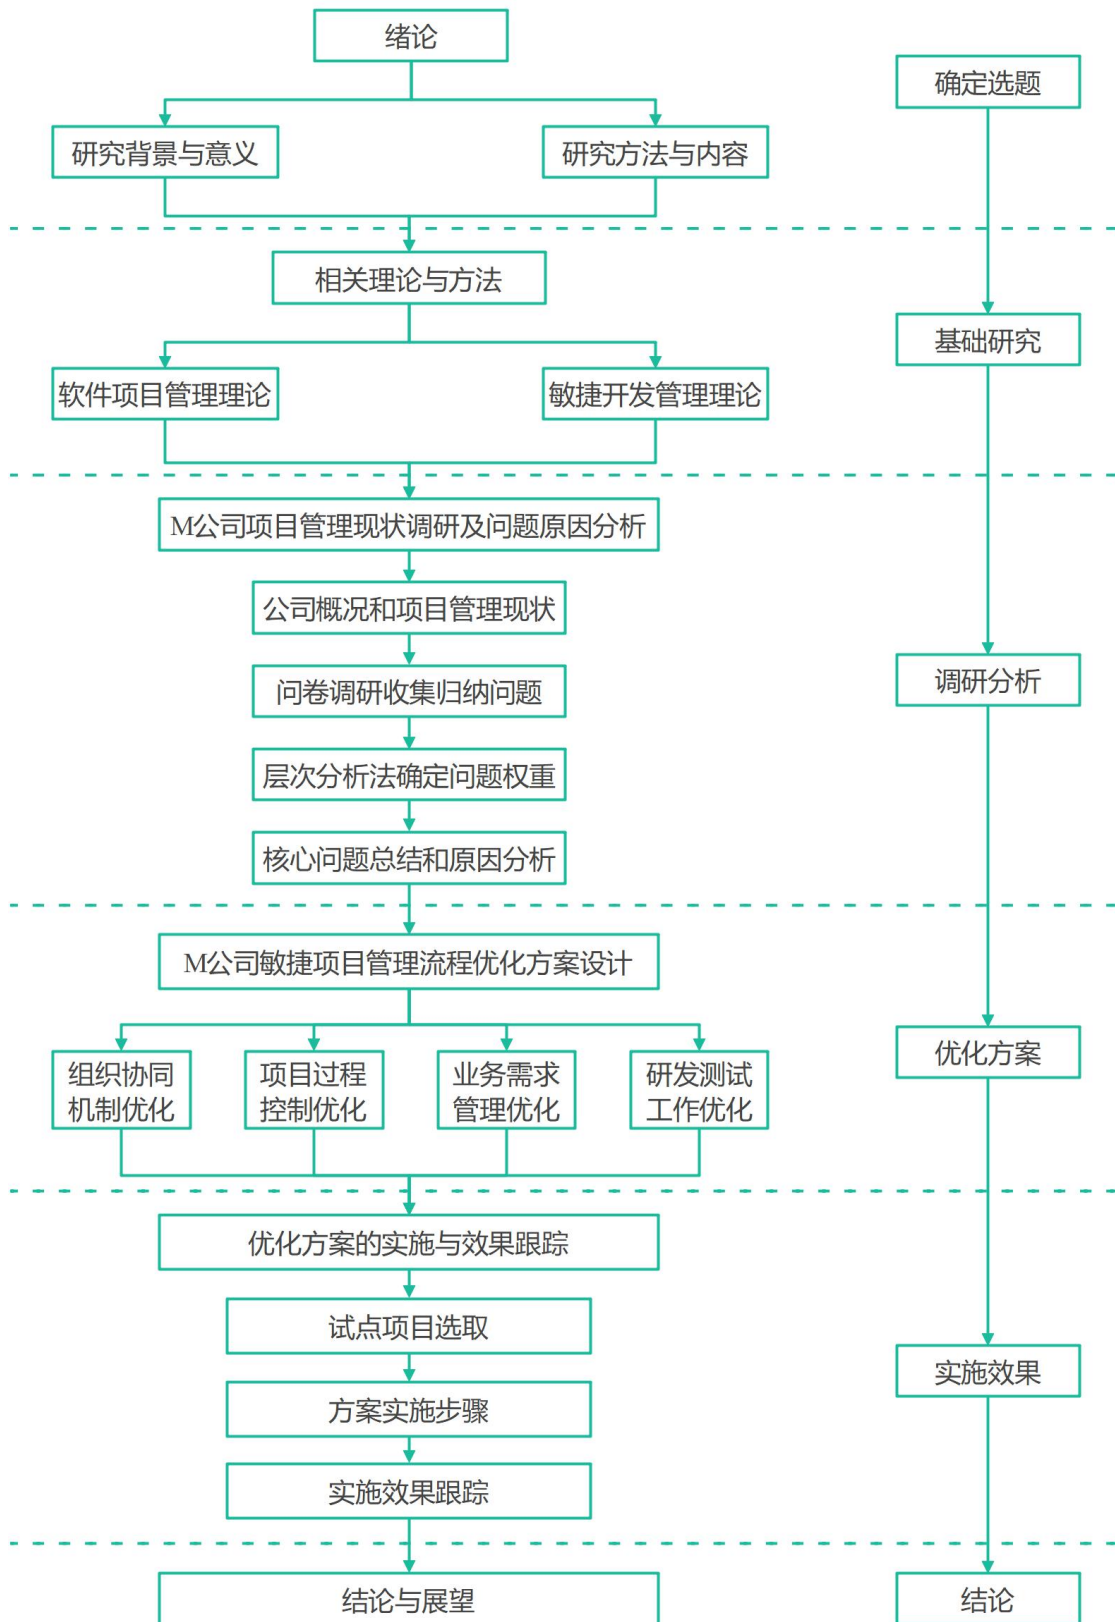 绪论
确定选题
研究背景与意义
研究方法与内容
相关理论与方法
基础研究
软件项目管理理论
敏捷开发管理理论
M公司项目管理现状调研及问题原因分析
公司概况和项目管理现状
问卷调研收集归纳问题
调研分析
层次分析法确定问题权重
核心问题总结和原因分析
M公司敏捷项目管理流程优化方案设计
优化方案
组织协同
机制优化
项目过程
控制优化
业务需求
管理优化
研发测试
工作优化
优化方案的实施与效果跟踪
试点项目选取
实施效果
方案实施步骤
实施效果跟踪
结论与展望
结论